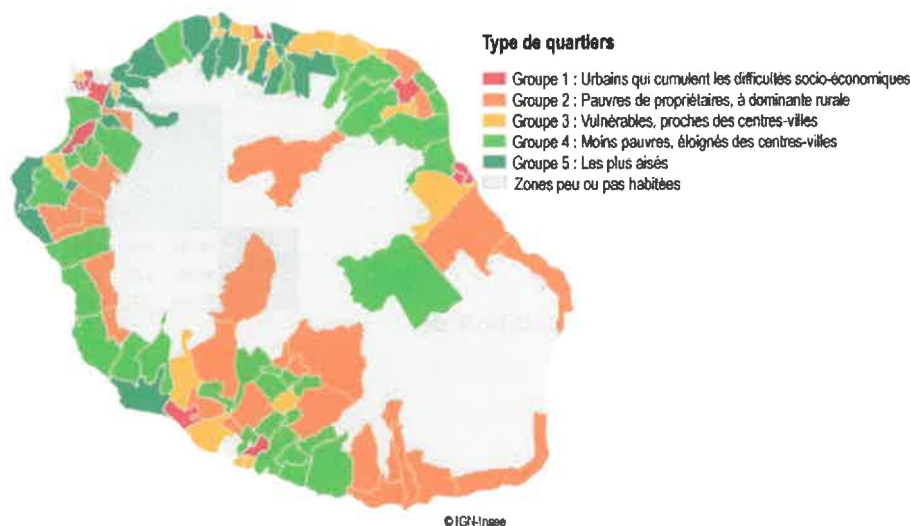 Type de quartiers
Groupe 1 : Urbains qui cumulent les difficultés socio-économiques
Groupe 2 : Pauvres de propriétaires, à dominante rurale
Groupe 3 : Vulnérables, proches des centres-villes
Groupe 4 : Moins pauvres, éloignés des centres-villes
Groupe 5 : Les plus aisés
Zones peu ou pas habitées
© IGN-Insee